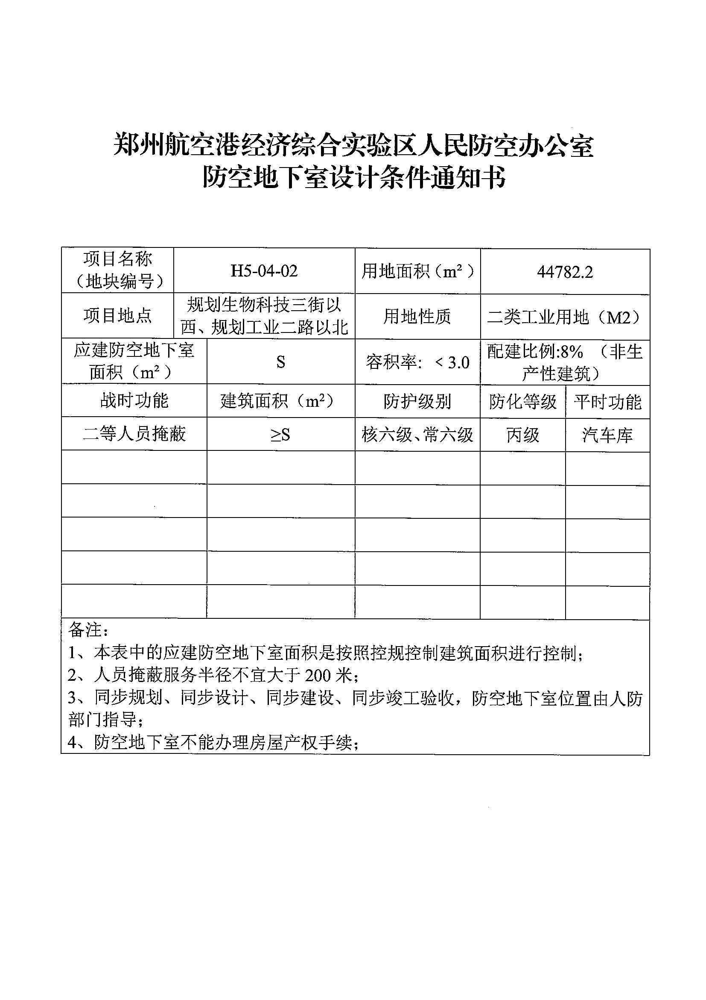 郑州航空港经济综合实验区人民防空办公室
防空地下室设计条件通知书
项目名称
（地块编号）
H5-04-02
用地面积（m²）
44782.2
项目地点
规划生物科技三街以
西、规划工业二路以北
用地性质
二类工业用地（M2）
应建防空地下室
面积（m²）
S
容积率：＜3.0
配建比例:8% （非生
产性建筑）
战时功能
建筑面积（m²）
防护级别
防化等级
平时功能
二等人员掩蔽
≥S
核六级、常六级
丙级
汽车库
备注：
1、本表中的应建防空地下室面积是按照控规控制建筑面积进行控制；
2、人员掩蔽服务半径不宜大于 200 米；
3、同步规划、同步设计、同步建设、同步竣工验收，防空地下室位置由人防
部门指导；
4、防空地下室不能办理房屋产权手续；